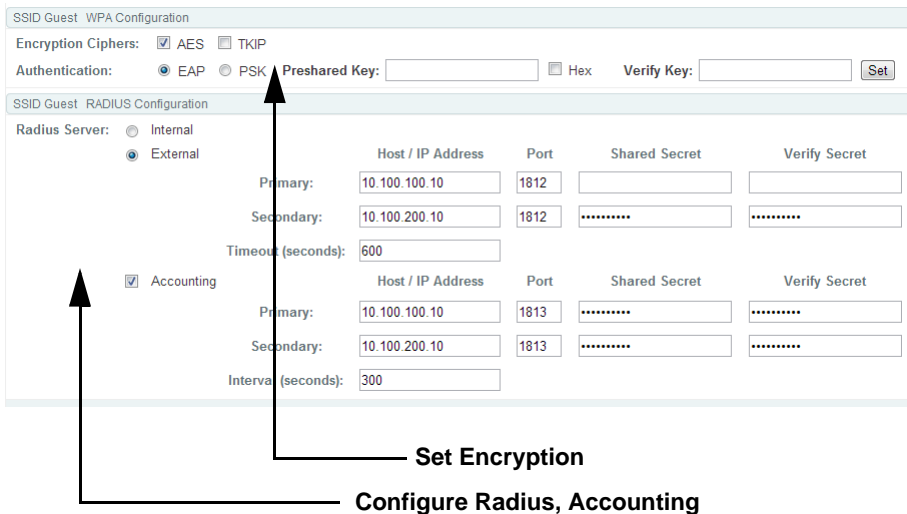 SSID Guest WPA Configuration
Encryption Ciphers: AES TKIP
Authentication: EAP PSK Preshared Key: Hex Verify Key: Set
SSID Guest RADIUS Configuration
Radius Server: Internal
External Host / IP Address Port Shared Secret Verify Secret
Primary: 10.100.100.10 1812
Secondary: 10.100.200.10 1812 •••••••••• ••••••••••
Timeout (seconds): 600
Accounting Host / IP Address Port Shared Secret Verify Secret
Primary: 10.100.100.10 1813 •••••••••• ••••••••••
Secondary: 10.100.200.10 1813 •••••••••• ••••••••••
Interval (seconds): 300
Set Encryption
Configure Radius, Accounting